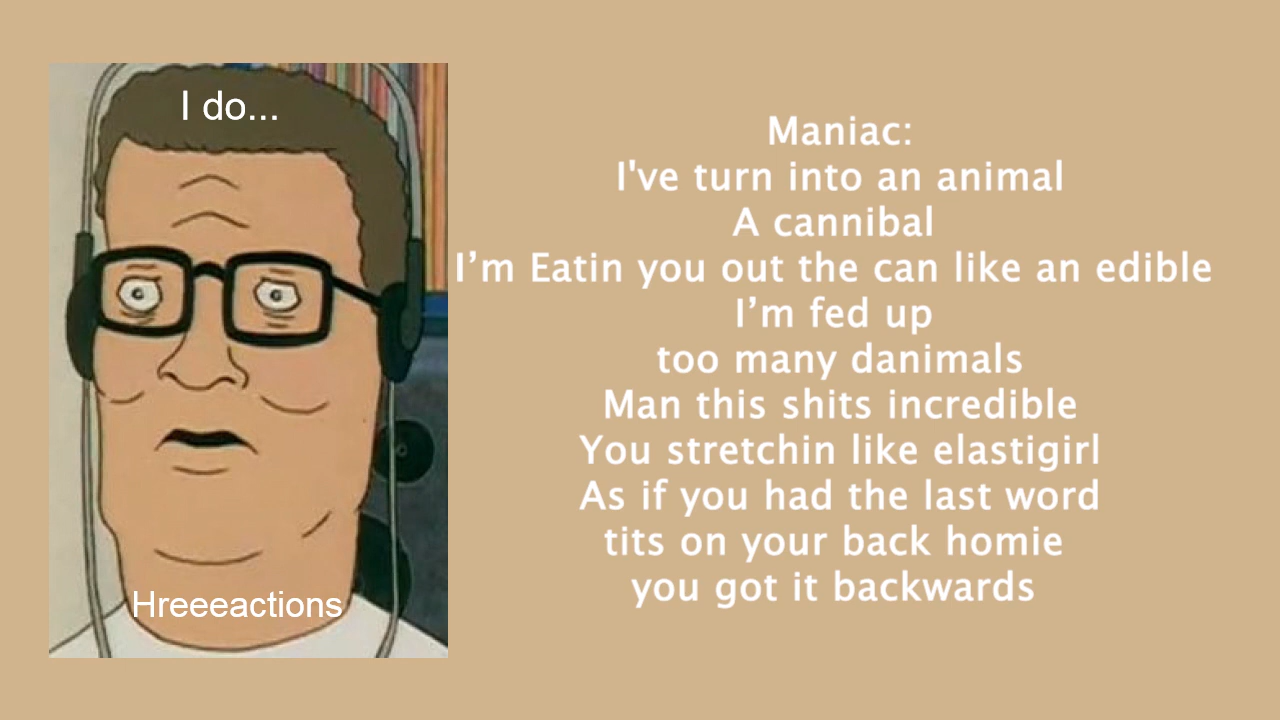 I do...
Hreeeactions
Maniac:
I've turn into an animal
A cannibal
I’m Eatin you out the can like an edible
I’m fed up
too many danimals
Man this shits incredible
You stretchin like elastigirl
As if you had the last word
tits on your back homie
you got it backwards